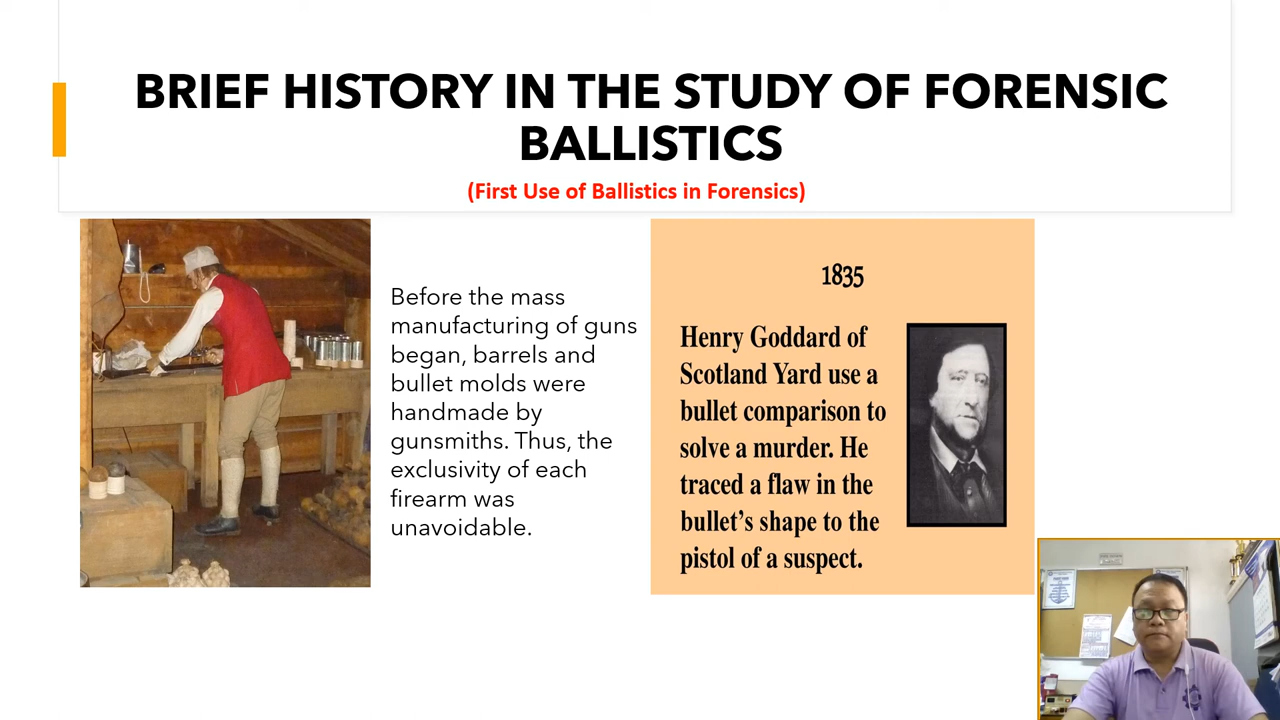 BRIEF HISTORY IN THE STUDY OF FORENSIC
BALLISTICS
(First Use of Ballistics in Forensics)
Before the mass
manufacturing of guns
began, barrels and
bullet molds were
handmade by
gunsmiths. Thus, the
exclusivity of each
firearm was
unavoidable.
1835
Henry Goddard of
Scotland Yard use a
bullet comparison to
solve a murder. He
traced a flaw in the
bullet’s shape to the
pistol of a suspect.